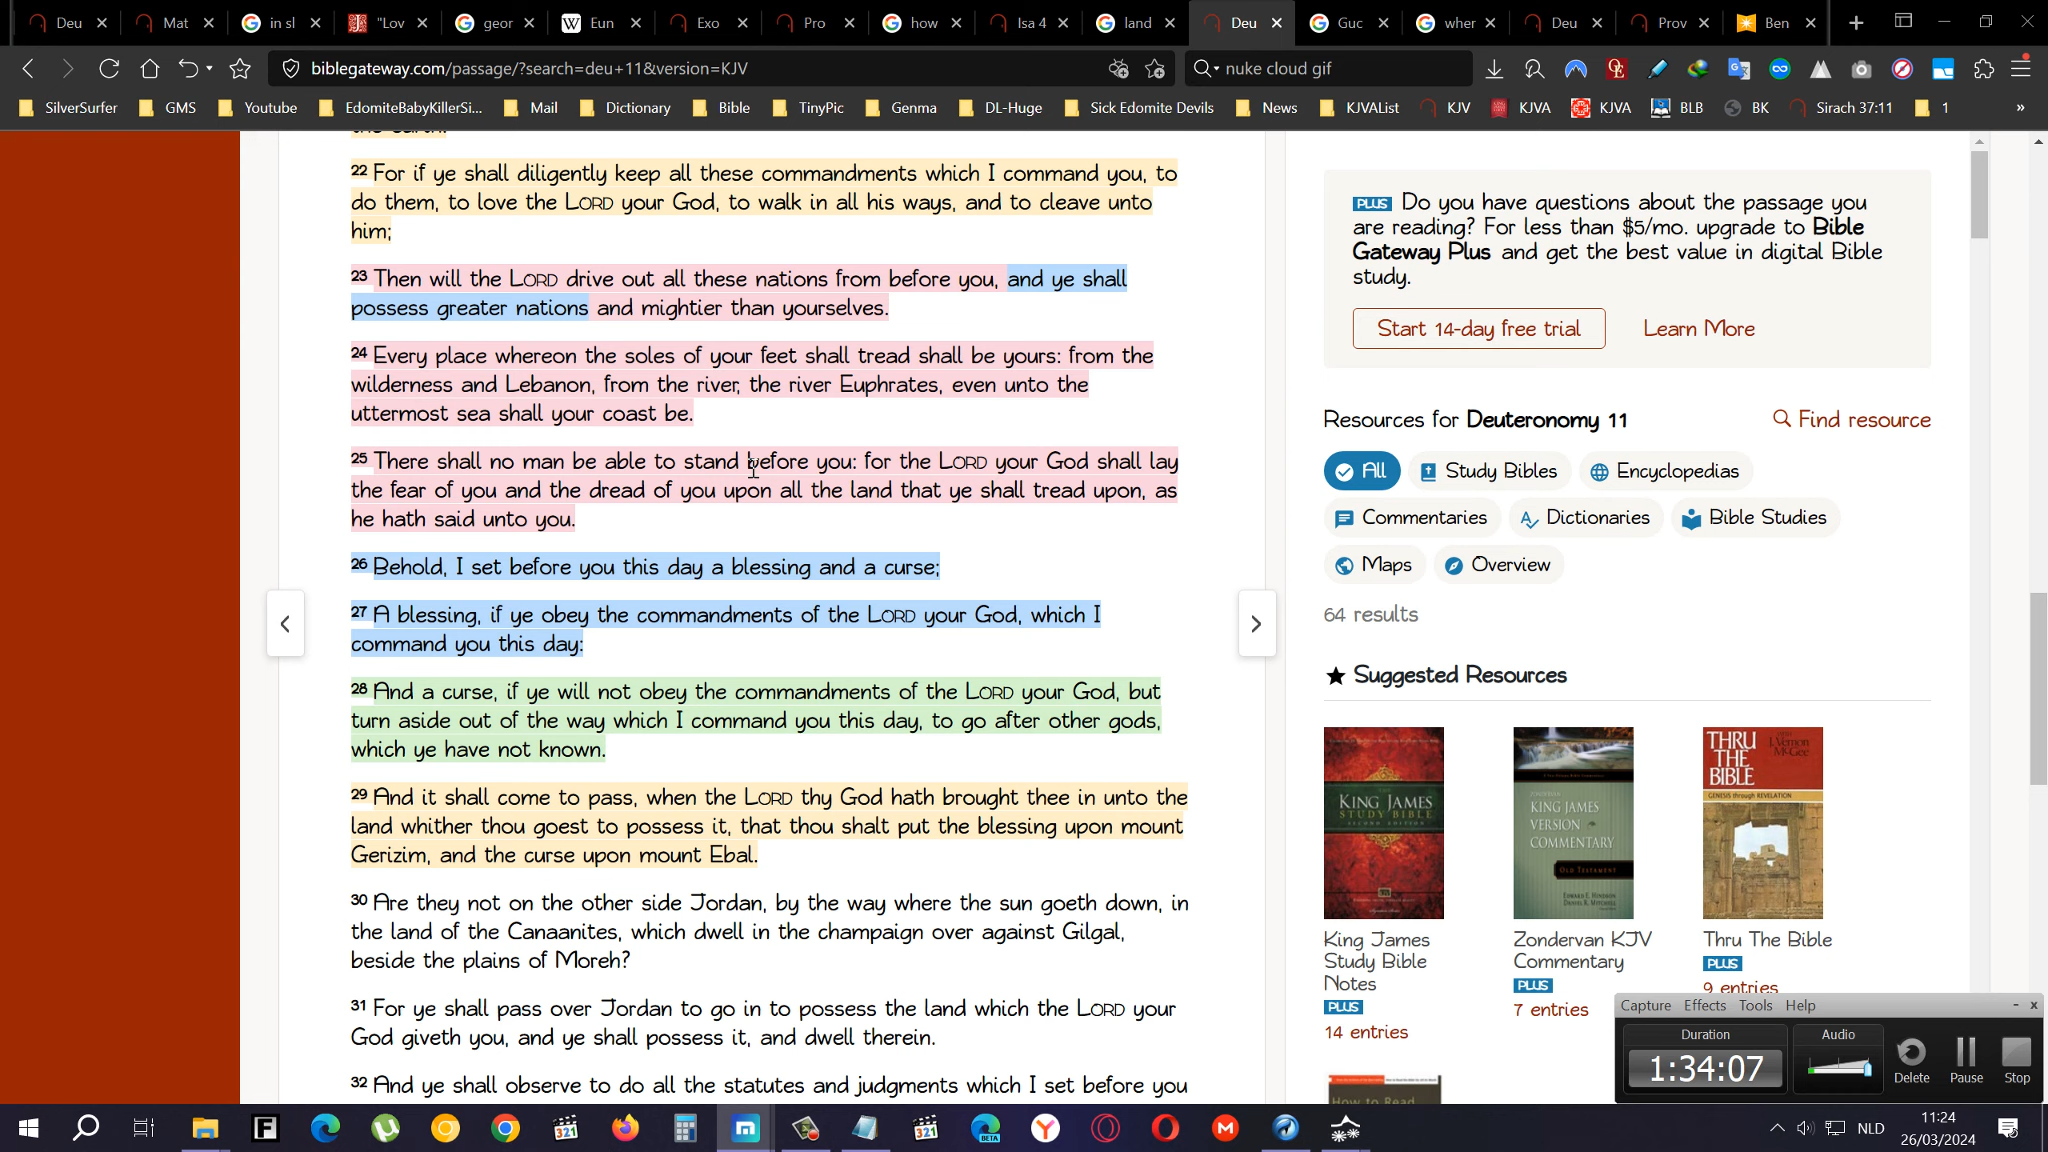 Deu
Mat
in sl
"Lov
geor
Eun
Exo
Pro
how
Isa 4
land
Deu
Guc
wher
Deu
Prov
Ben
biblegateway.com/passage/?search=deu+11&version=KJV
nuke cloud gif
SilverSurfer
GMS
Youtube
EdomiteBabyKillerSi...
Mail
Dictionary
Bible
TinyPic
Genma
DL-Huge
Sick Edomite Devils
News
KJVAList
KJV
KJVA
KJVA
BLB
BK
Sirach 37:11
1
»
the earth.
22 For if ye shall diligently keep all these commandments which I command you, to
do them, to love the LORD your God, to walk in all his ways, and to cleave unto
him;
23 Then will the LORD drive out all these nations from before you, and ye shall
possess greater nations and mightier than yourselves.
24 Every place whereon the soles of your feet shall tread shall be yours: from the
wilderness and Lebanon, from the river, the river Euphrates, even unto the
uttermost sea shall your coast be.
25 There shall no man be able to stand before you: for the LORD your God shall lay
the fear of you and the dread of you upon all the land that ye shall tread upon, as
he hath said unto you.
26 Behold, I set before you this day a blessing and a curse;
27 A blessing, if ye obey the commandments of the LORD your God, which I
command you this day:
28 And a curse, if ye will not obey the commandments of the LORD your God, but
turn aside out of the way which I command you this day, to go after other gods,
which ye have not known.
29 And it shall come to pass, when the LORD thy God hath brought thee in unto the
land whither thou goest to possess it, that thou shalt put the blessing upon mount
Gerizim, and the curse upon mount Ebal.
30 Are they not on the other side Jordan, by the way where the sun goeth down, in
the land of the Canaanites, which dwell in the champaign over against Gilgal,
beside the plains of Moreh?
31 For ye shall pass over Jordan to go in to possess the land which the LORD your
God giveth you, and ye shall possess it, and dwell therein.
32 And ye shall observe to do all the statutes and judgments which I set before you
PLUS Do you have questions about the passage you
are reading? For less than $5/mo. upgrade to Bible
Gateway Plus and get the best value in digital Bible
study.
Start 14-day free trial
Learn More
Resources for Deuteronomy 11
Find resource
All
Study Bibles
Encyclopedias
Commentaries
Dictionaries
Bible Studies
Maps
Overview
64 results
Suggested Resources
KING JAMES
STUDY BIBLE
SECOND EDITION
KING JAMES
VERSION
COMMENTARY
OLD TESTAMENT
THRU
THE
BIBLE
J. Vernon
McGee
GENESIS through REVELATION
King James
Study Bible
Notes
PLUS
14 entries
Zondervan KJV
Commentary
PLUS
7 entries
Thru The Bible
PLUS
9 entries
How to Read
Capture
Effects
Tools
Help
Duration
1:34:07
Audio
Delete
Pause
Stop
NLD
11:24
26/03/2024